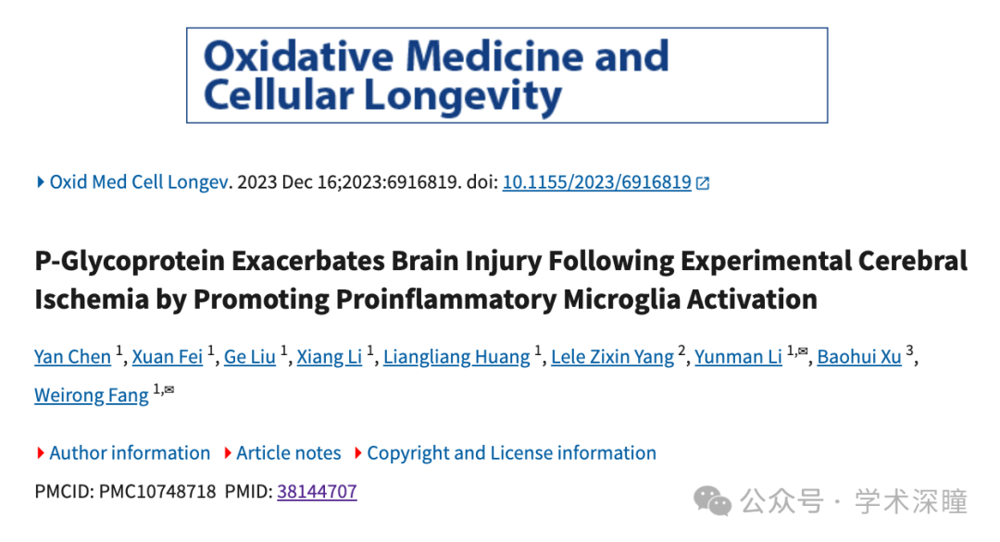 Oxidative Medicine and
Cellular Longevity
Oxid Med Cell Longev. 2023 Dec 16;2023:6916819. doi: 10.1155/2023/6916819
P-Glycoprotein Exacerbates Brain Injury Following Experimental Cerebral
Ischemia by Promoting Proinflammatory Microglia Activation
Yan Chen 1, Xuan Fei 1, Ge Liu 1, Xiang Li 1, Liangliang Huang 1, Lele Zixin Yang 2, Yunman Li 1,✉, Baohui Xu 3,
Weirong Fang 1,✉
Author information Article notes Copyright and License information
PMCID: PMC10748718 PMID: 38144707
公众号 · 学术深瞳